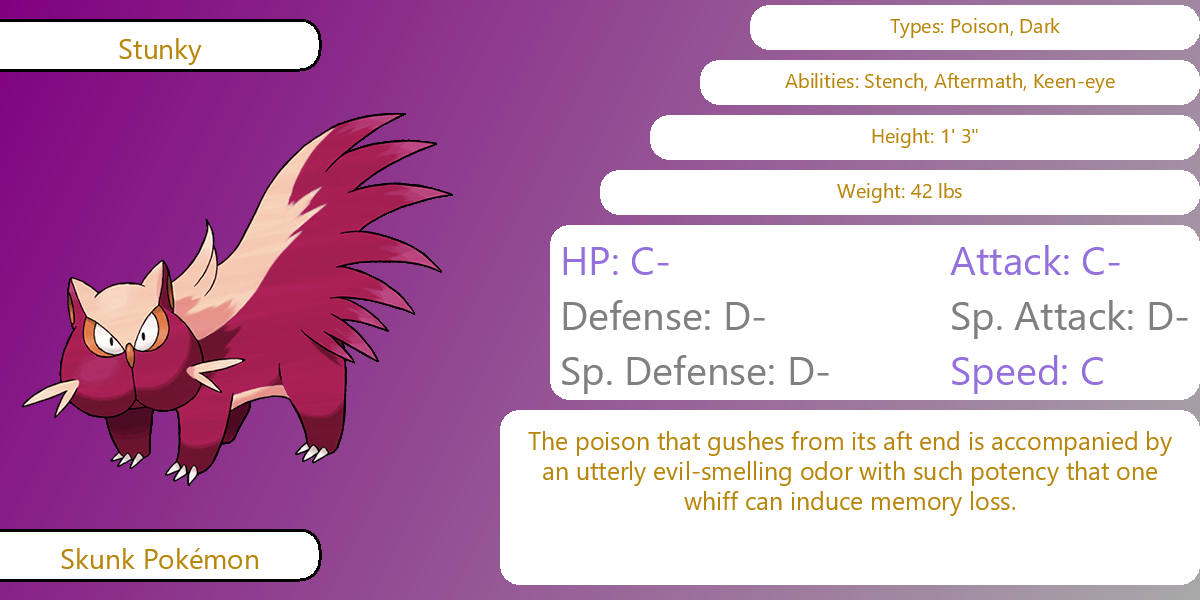 Stunky
Types: Poison, Dark
Abilities: Stench, Aftermath, Keen-eye
Height: 1' 3"
Weight: 42 lbs
HP: C-
Attack: C-
Defense: D-
Sp. Attack: D-
Sp. Defense: D-
Speed: C
The poison that gushes from its aft end is accompanied by
an utterly evil-smelling odor with such potency that one
whiff can induce memory loss.
Skunk Pokémon